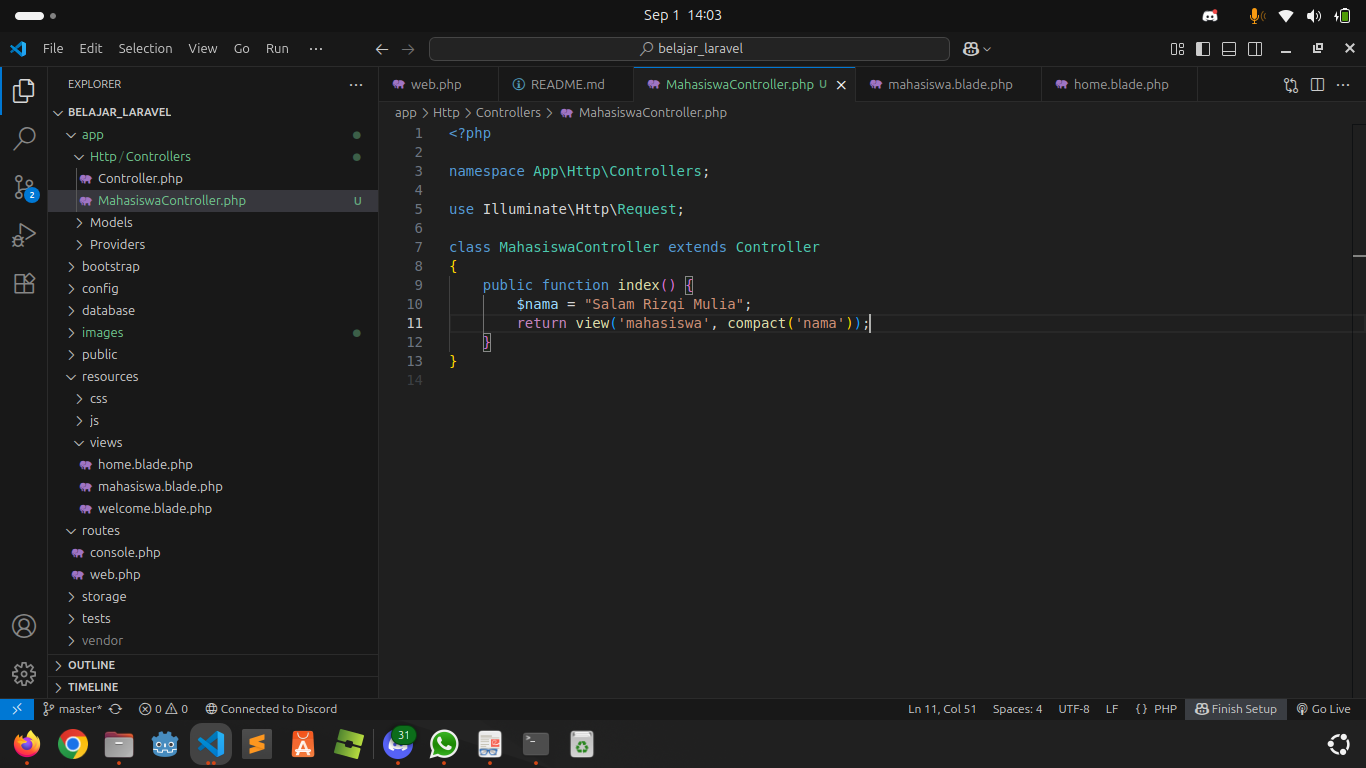 Sep 1 14:03
File Edit Selection View Go Run ···
belajar_laravel
EXPLORER ···
BELAJAR_LARAVEL
app
Http / Controllers
Controller.php
MahasiswaController.php U
Models
Providers
bootstrap
config
database
images
public
resources
css
js
views
home.blade.php
mahasiswa.blade.php
welcome.blade.php
routes
console.php
web.php
storage
tests
vendor
OUTLINE
TIMELINE
2
web.php README.md MahasiswaController.php U mahasiswa.blade.php home.blade.php ···
app > Http > Controllers > MahasiswaController.php
1 <?php
2
3 namespace App\Http\Controllers;
4
5 use Illuminate\Http\Request;
6
7 class MahasiswaController extends Controller
8 {
9 public function index() {
10 $nama = "Salam Rizqi Mulia";
11 return view('mahasiswa', compact('nama'));
12 }
13 }
14
master* 0 0 Connected to Discord Ln 11, Col 51 Spaces: 4 UTF-8 LF {} PHP Finish Setup Go Live
31